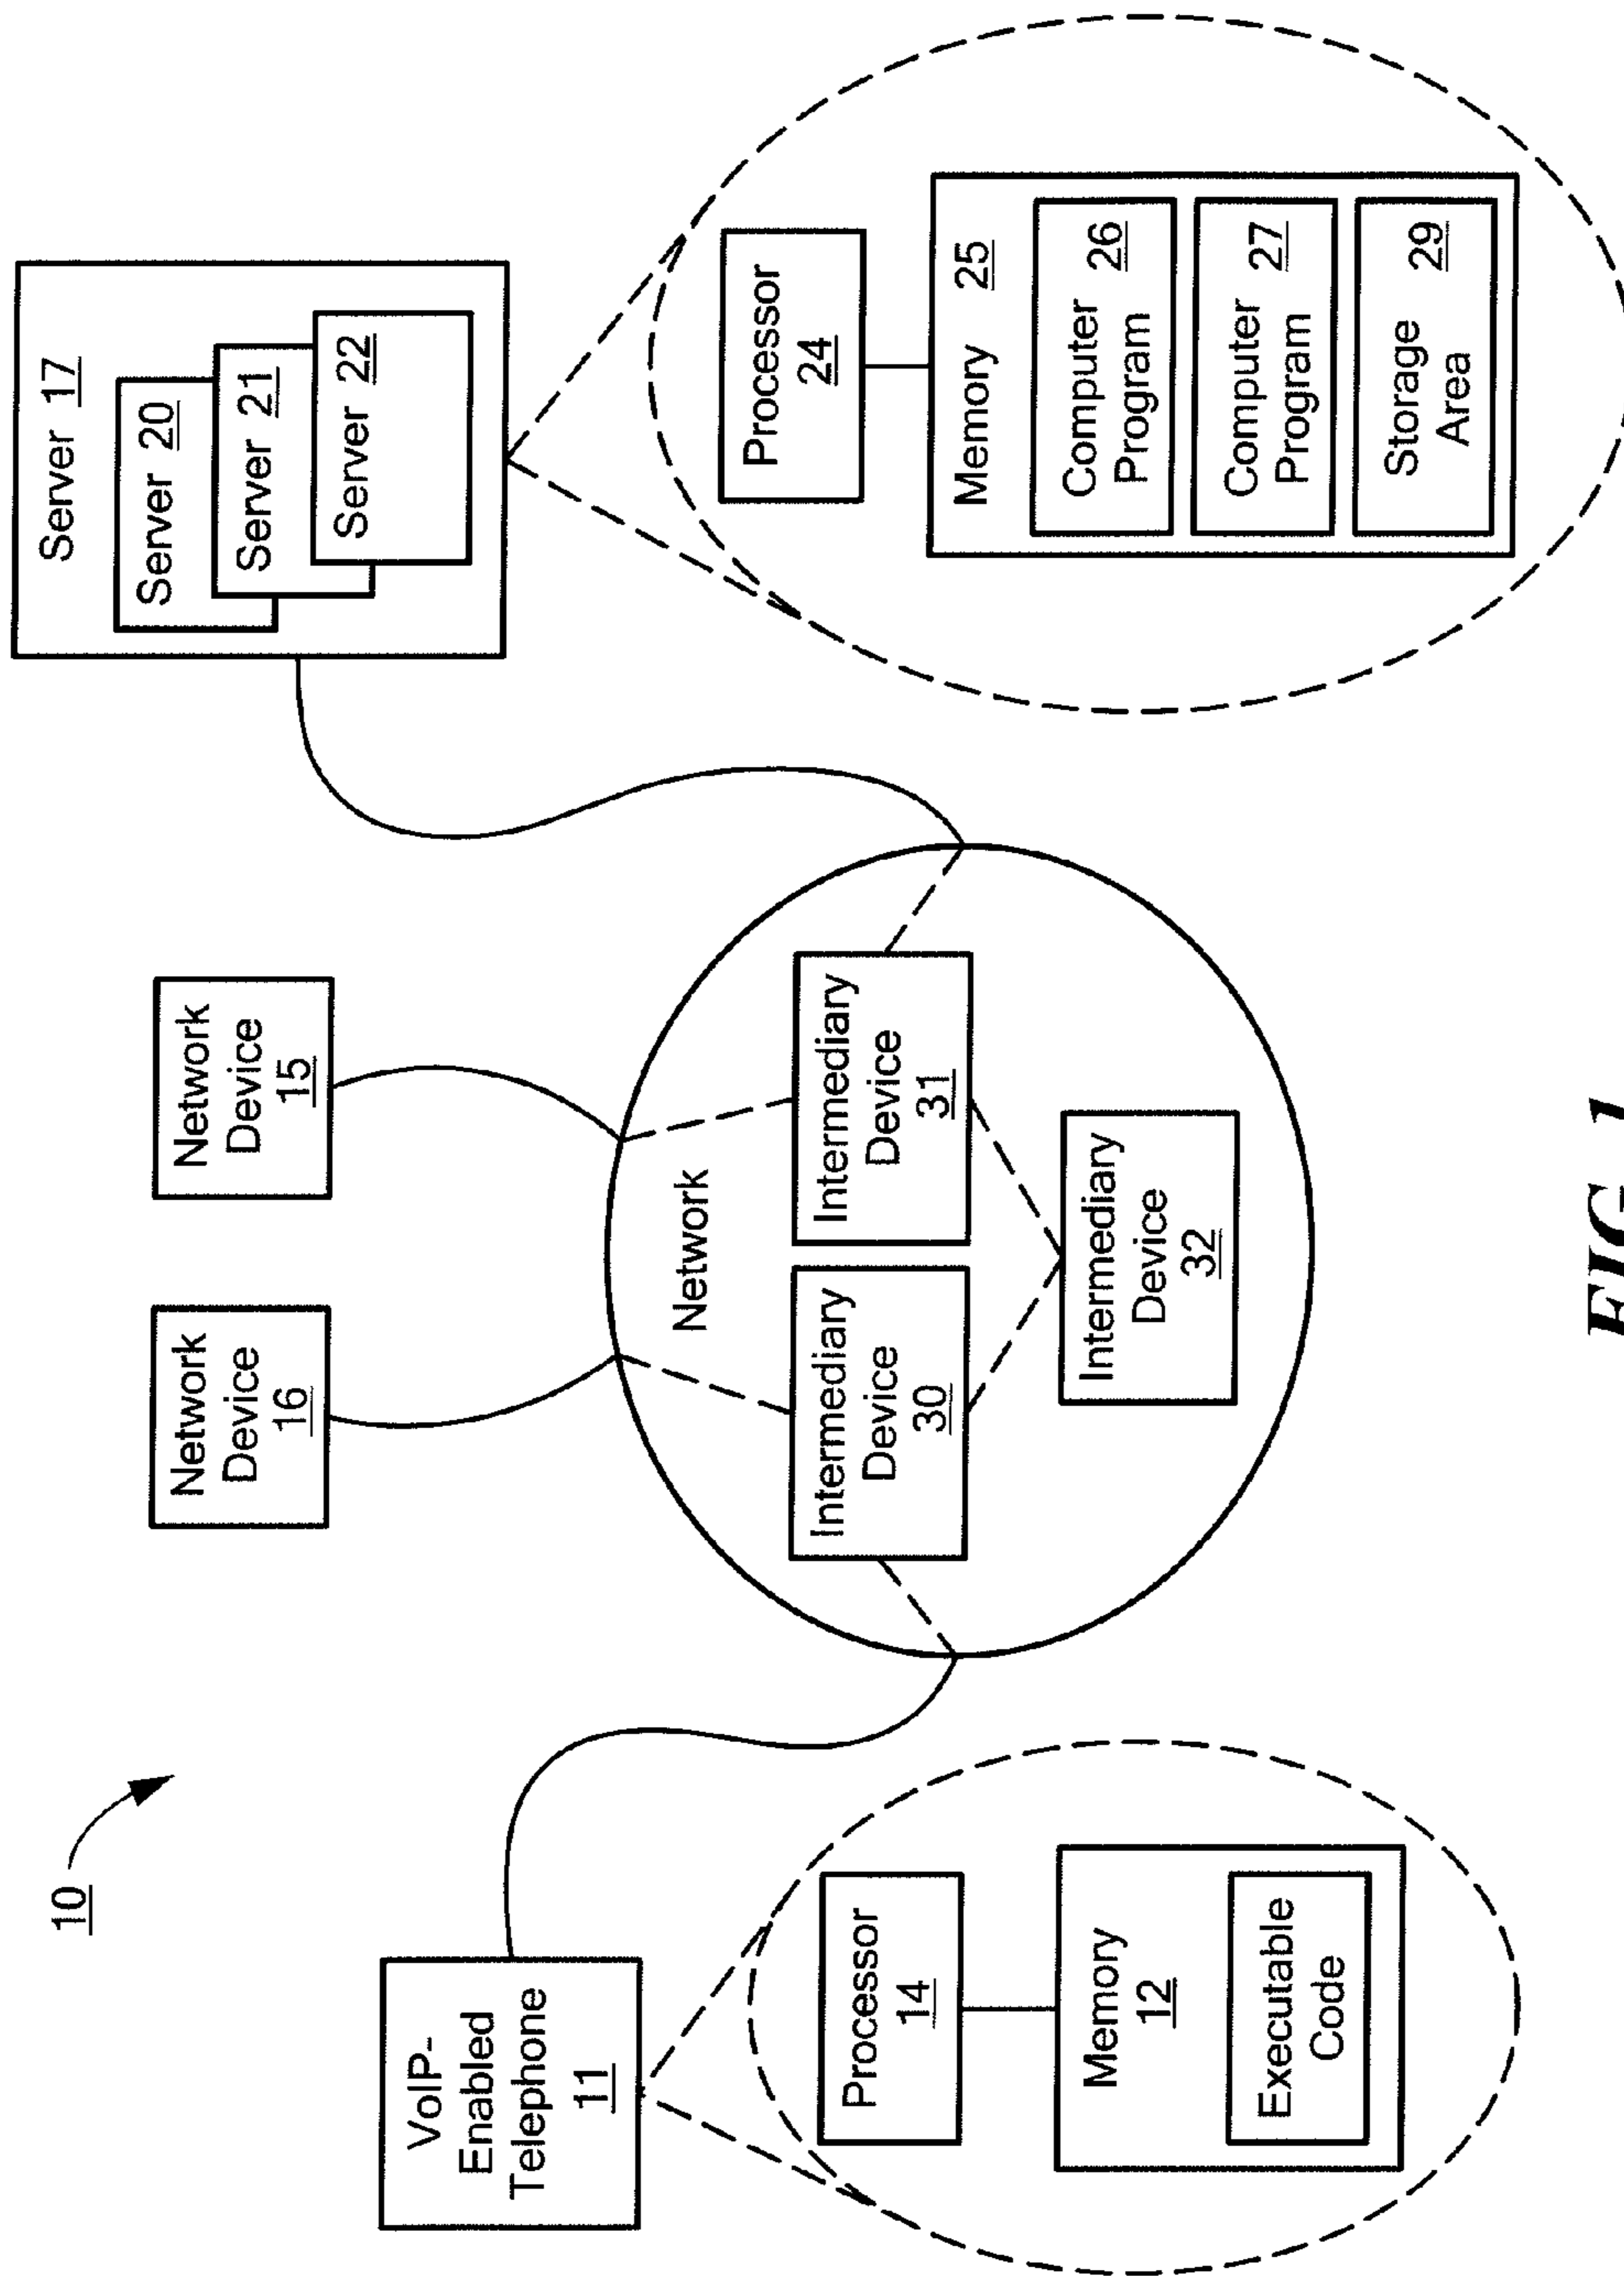 10
VoIP-
Enabled
Telephone
11
Processor
14
Memory
12
Executable
Code
Network
Device
16
Network
Device
15
Network
Intermediary
Device
30
Intermediary
Device
31
Intermediary
Device
32
Server 17
Server 20
Server 21
Server 22
Processor
24
Memory 25
Computer
Program 26
Computer
Program 27
Storage
Area 29
FIG. 1